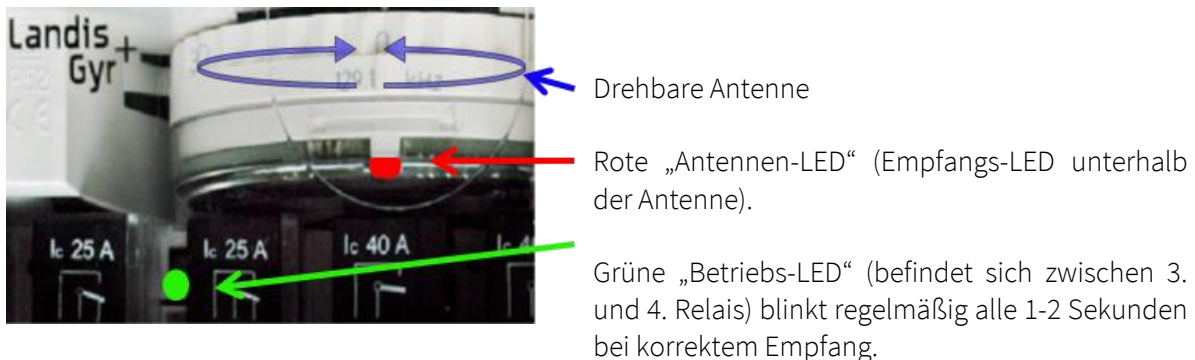 Landis
Gyr+
129,1 kHz
Drehbare Antenne
Rote „Antennen-LED“ (Empfangs-LED unterhalb
der Antenne).
Ic 25 A
Ic 25 A
Ic 40 A
Grüne „Betriebs-LED“ (befindet sich zwischen 3.
und 4. Relais) blinkt regelmäßig alle 1-2 Sekunden
bei korrektem Empfang.